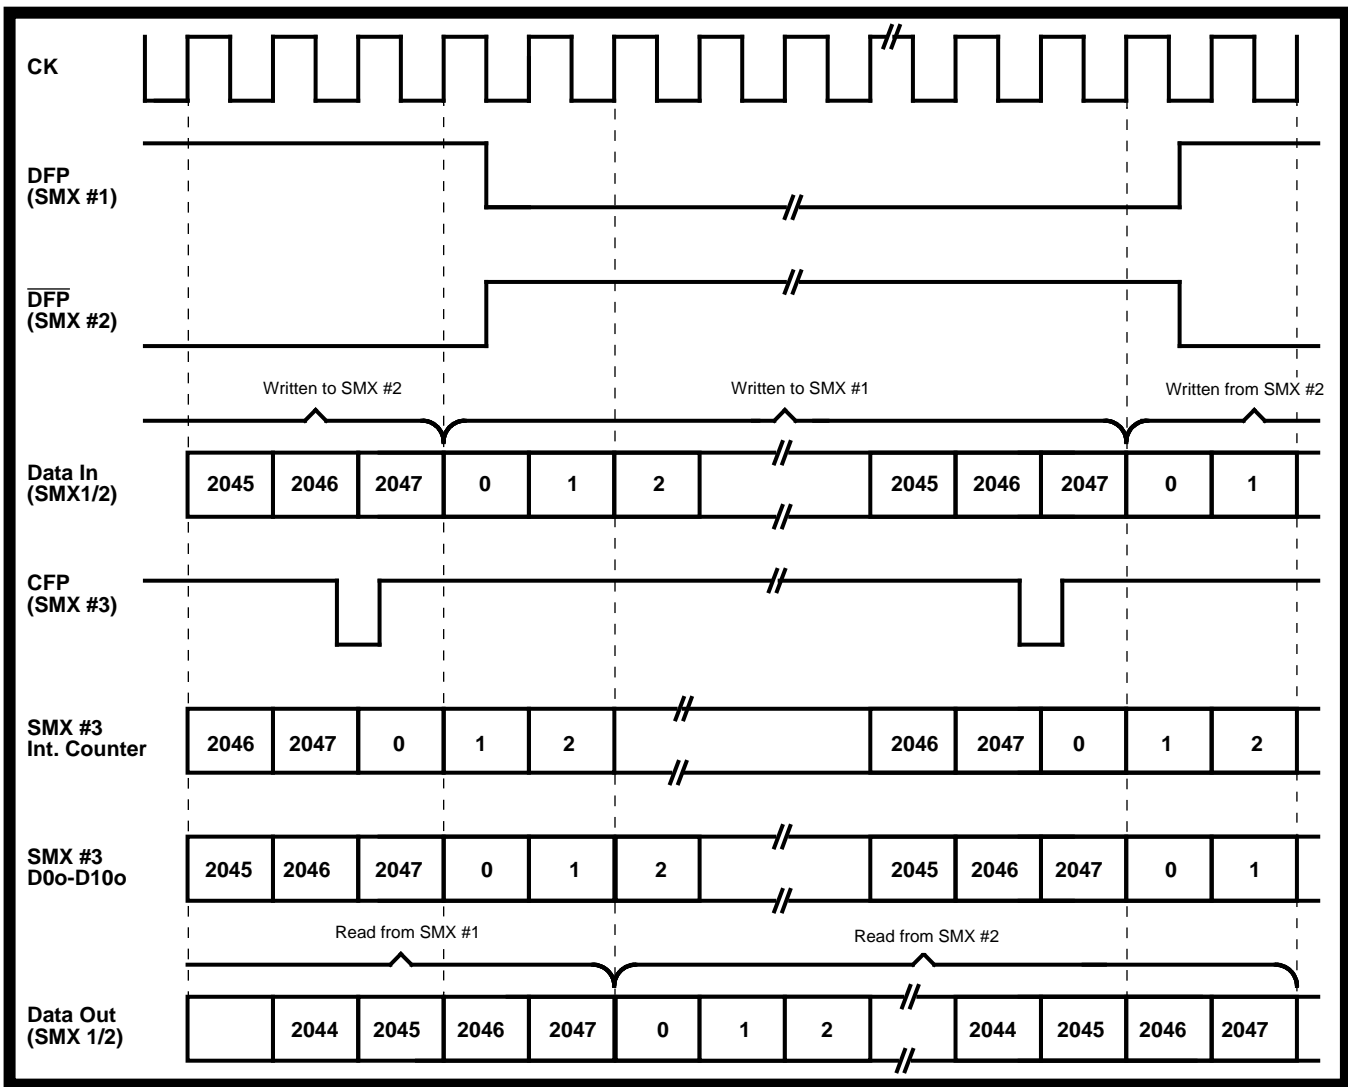 CK
DFP
(SMX #1)
DFP
(SMX #2)
Written to SMX #2 Written to SMX #1 Written from SMX #2
Data In
(SMX1/2)
2045 2046 2047 0 1 2 2045 2046 2047 0 1
CFP
(SMX #3)
SMX #3
Int. Counter
2046 2047 0 1 2 2046 2047 0 1 2
SMX #3
D0o-D10o
2045 2046 2047 0 1 2 2045 2046 2047 0 1
Read from SMX #1 Read from SMX #2
Data Out
(SMX 1/2)
2044 2045 2046 2047 0 1 2 2044 2045 2046 2047